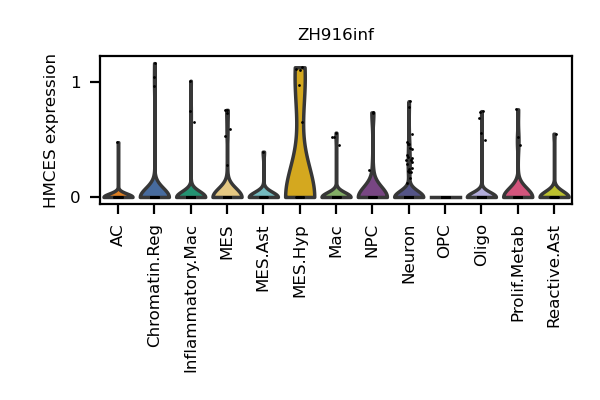 ZH916inf
HMCES expression
1
0
AC
Chromatin.Reg
Inflammatory.Mac
MES
MES.Ast
MES.Hyp
Mac
NPC
Neuron
OPC
Oligo
Prolif.Metab
Reactive.Ast